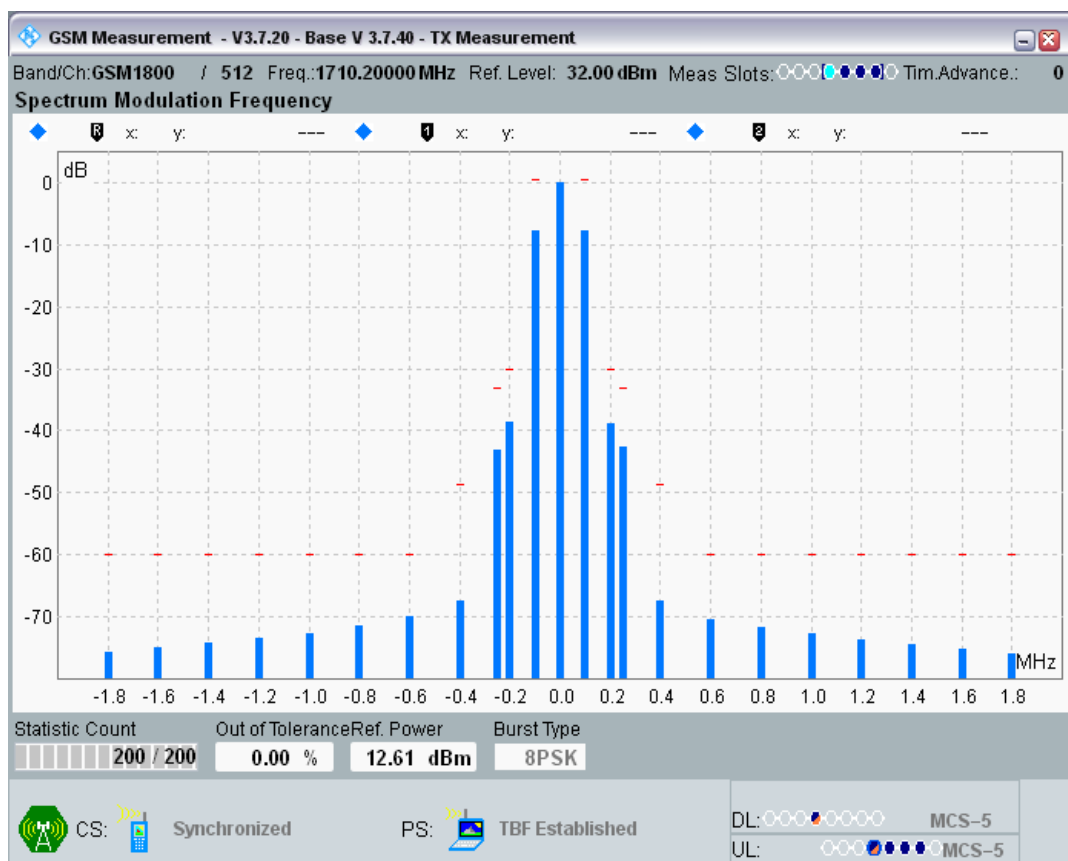 GSM Measurement - V3.7.20 - Base V 3.7.40 - TX Measurement
Band/Ch:GSM1800 / 512 Freq.:1710.20000 MHz Ref. Level: 32.00 dBm Meas Slots: Tim.Advance.: 0
Spectrum Modulation Frequency
R x: y: --- 1 x: y: --- 2 x: y: ---
dB
0
-10
-20
-30
-40
-50
-60
-70
MHz
-1.8 -1.6 -1.4 -1.2 -1.0 -0.8 -0.6 -0.4 -0.2 0.0 0.2 0.4 0.6 0.8 1.0 1.2 1.4 1.6 1.8
Statistic Count Out of Tolerance Ref. Power Burst Type
200 / 200 0.00 % 12.61 dBm 8PSK
CS: Synchronized PS: TBF Established
DL: MCS-5
UL: MCS-5